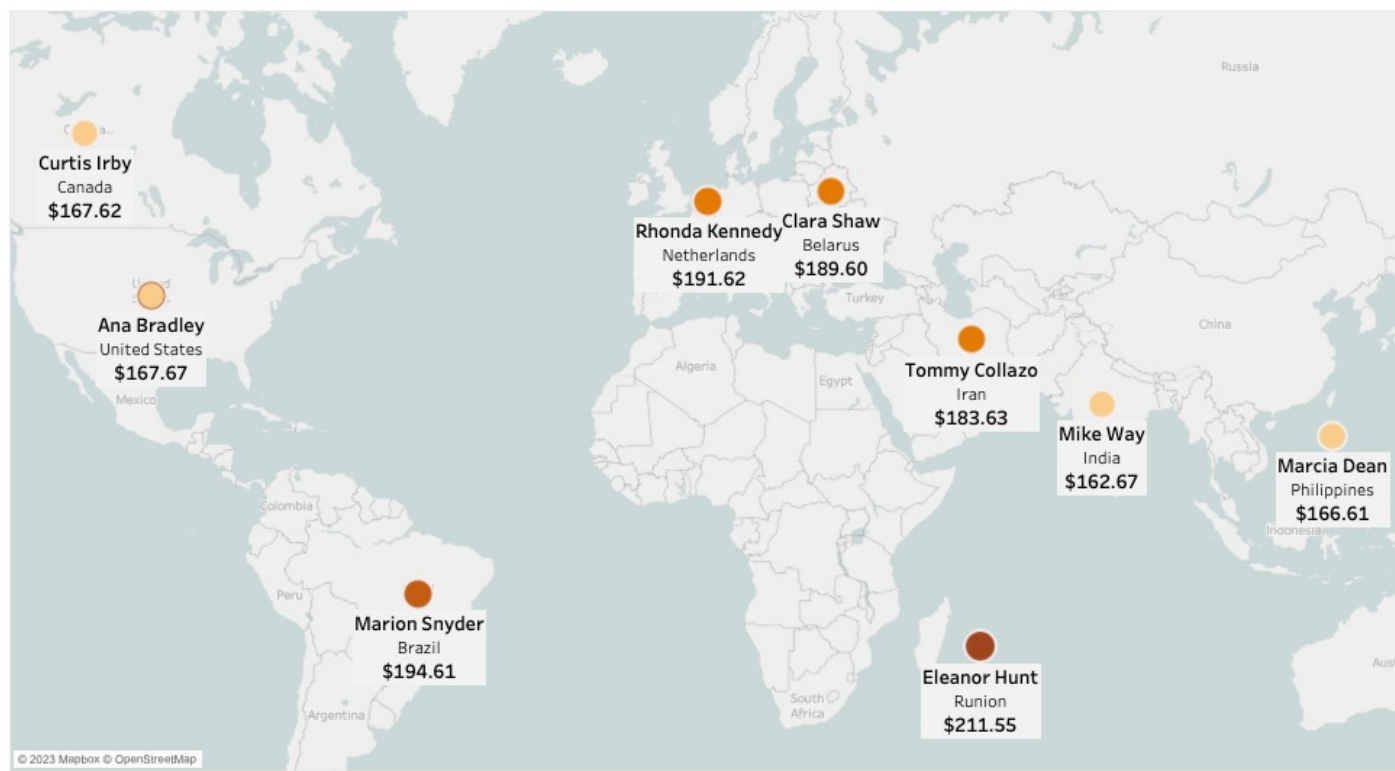 Russia
C
a...
Curtis Irby
Canada
$167.62
Rhonda Kennedy
Netherlands
$191.62
Clara Shaw
Belarus
$189.60
Turkey
China
Ana Bradley
United States
$167.67
Mexico
Algeria
Egypt
Tommy Collazo
Iran
$183.63
Mike Way
India
$162.67
Marcia Dean
Philippines
$166.61
Indonesia
Colombia
Peru
Marion Snyder
Brazil
$194.61
Eleanor Hunt
Runion
$211.55
Aust
South
Africa
Argentina
© 2023 Mapbox © OpenStreetMap